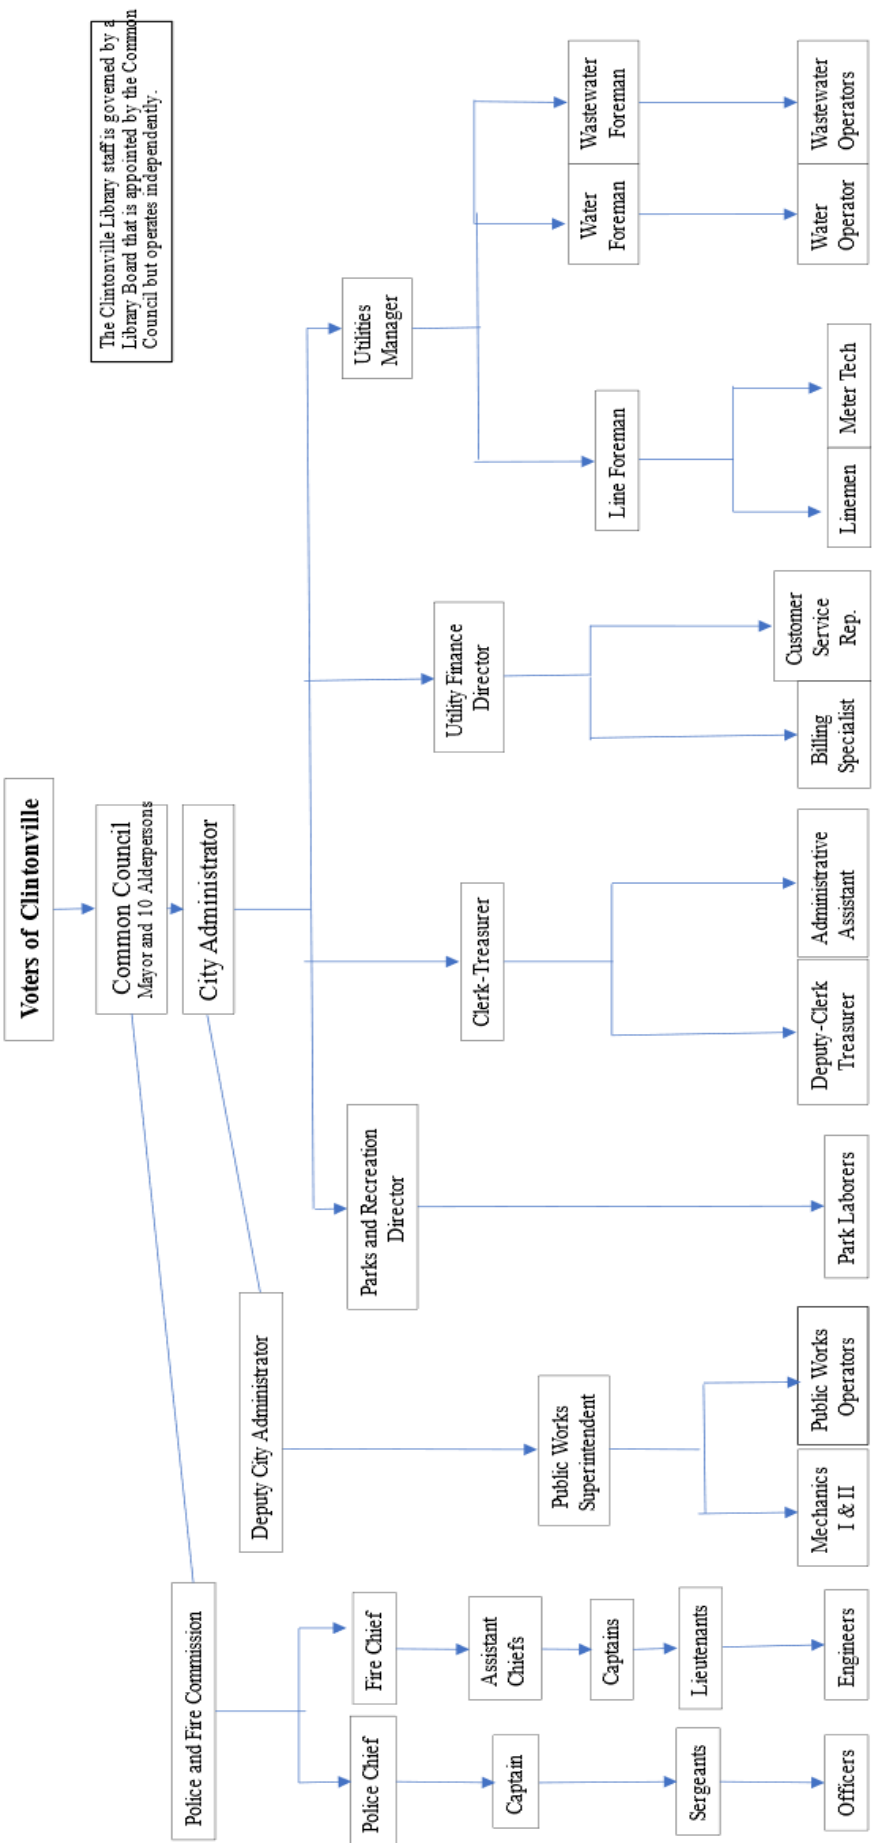 Voters of Clintonville
The Clintonville Library staff is governed by a
Library Board that is appointed by the Common
Council but operates independently.
Common Council
Mayor and 10 Alderpersons
City Administrator
Police and Fire Commission
Deputy City Administrator
Police Chief
Fire Chief
Parks and Recreation
Director
Utilities
Manager
Clerk-Treasurer
Utility Finance
Director
Captain
Assistant
Chiefs
Public Works
Superintendent
Captains
Line Foreman
Water
Foreman
Wastewater
Foreman
Sergeants
Lieutenants
Officers
Engineers
Mechanics
I & II
Public Works
Operators
Park Laborers
Deputy-Clerk
Treasurer
Administrative
Assistant
Billing
Specialist
Customer
Service
Rep.
Linemen
Meter Tech
Water
Operator
Wastewater
Operators